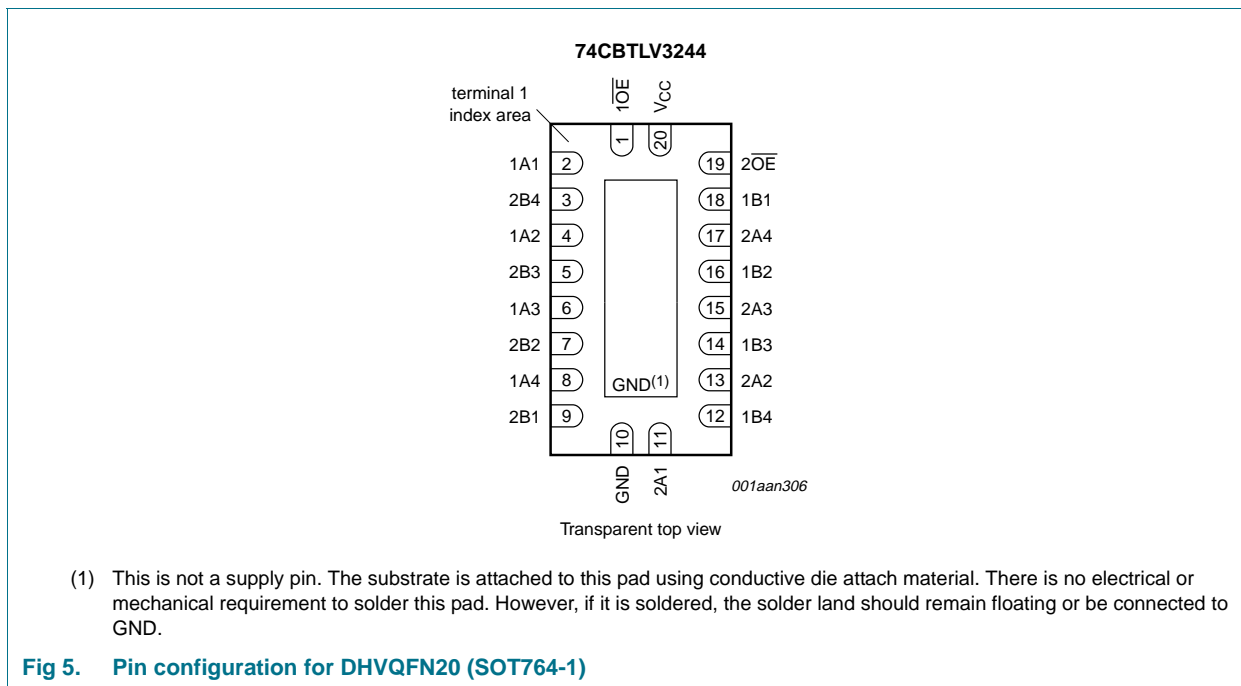 74CBTLV3244
terminal 1
index area
1O̅E̅
VCC
1
20
1A1 2
19 2O̅E̅
2B4 3
18 1B1
1A2 4
17 2A4
2B3 5
16 1B2
1A3 6
15 2A3
2B2 7
14 1B3
1A4 8
GND(1)
13 2A2
2B1 9
12 1B4
10
11
GND
2A1
001aan306
Transparent top view
(1) This is not a supply pin. The substrate is attached to this pad using conductive die attach material. There is no electrical or
mechanical requirement to solder this pad. However, if it is soldered, the solder land should remain floating or be connected to
GND.
Fig 5. Pin configuration for DHVQFN20 (SOT764-1)